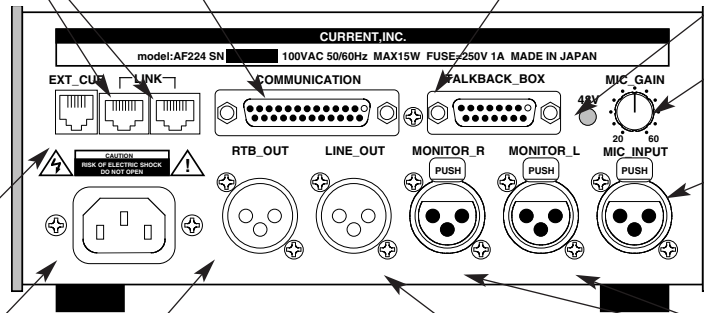 CURRENT,INC.
model:AF224 SN 100VAC 50/60Hz MAX15W FUSE=250V 1A MADE IN JAPAN
EXT_CUE LINK COMMUNICATION TALKBACK_BOX MIC_GAIN
48V
20 60
CAUTION
RISK OF ELECTRIC SHOCK
DO NOT OPEN
!
RTB_OUT LINE_OUT MONITOR_R MONITOR_L MIC_INPUT
PUSH PUSH PUSH